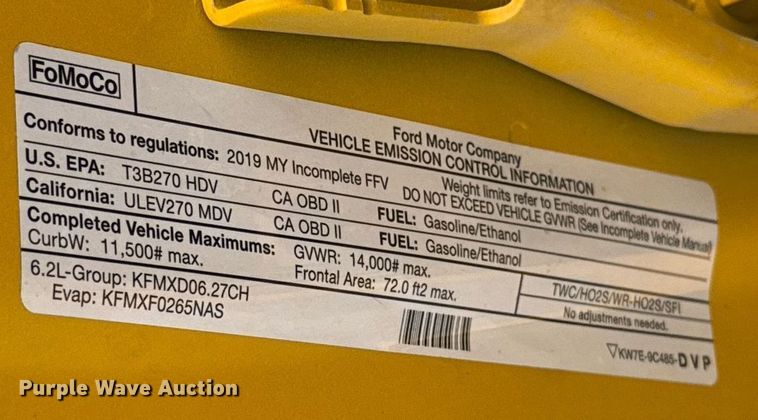 FoMoCo
Ford Motor Company
VEHICLE EMISSION CONTROL INFORMATION
Conforms to regulations: 2019 MY Incomplete FFV
Weight limits refer to Emission Certification only.
DO NOT EXCEED VEHICLE GVWR (See Incomplete Vehicle Manual)
U.S. EPA: T3B270 HDV CA OBD II FUEL: Gasoline/Ethanol
California: ULEV270 MDV CA OBD II FUEL: Gasoline/Ethanol
Completed Vehicle Maximums: GVWR: 14,000# max.
CurbW: 11,500# max. Frontal Area: 72.0 ft2 max.
6.2L-Group: KFMXD06.27CH
Evap: KFMXF0265NAS
TWC/HO2S/WR-HO2S/SFI
No adjustments needed.
▽KW7E-9C485-D V P
Purple Wave Auction